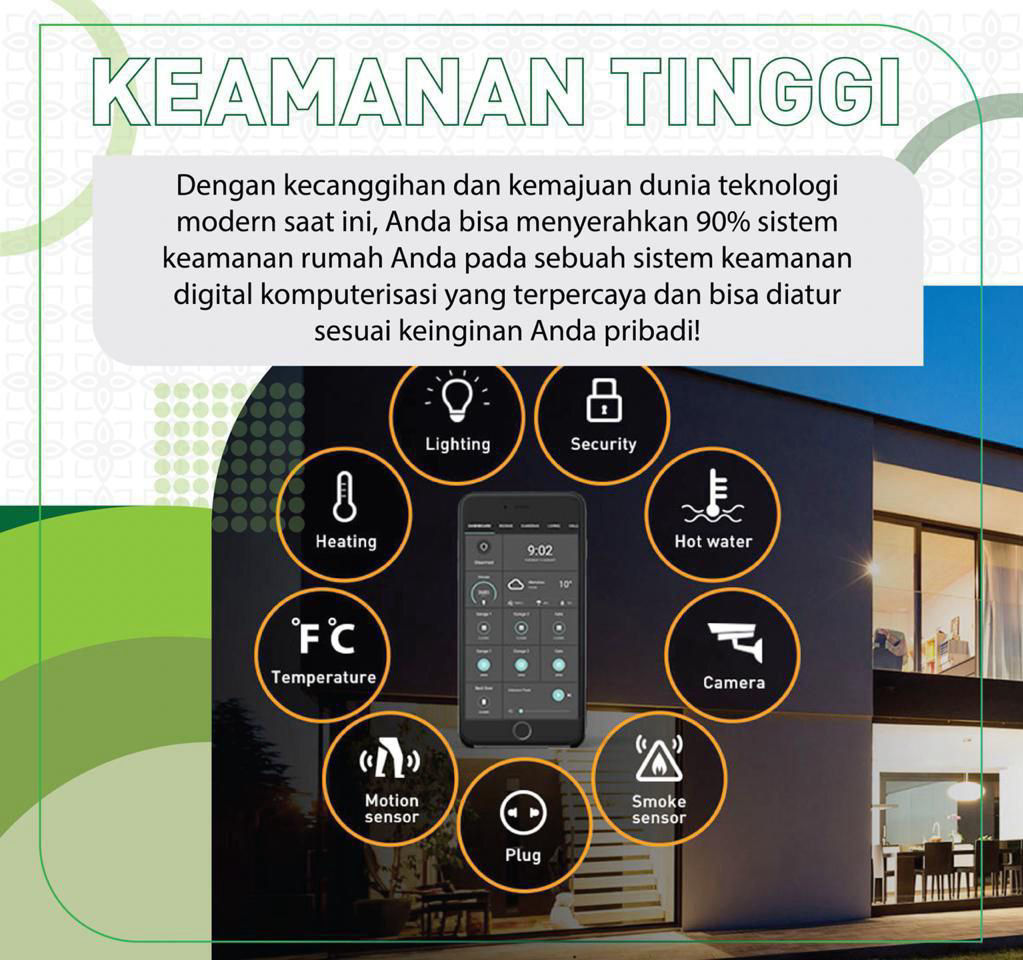 KEAMANAN TINGGI
Dengan kecanggihan dan kemajuan dunia teknologi
modern saat ini, Anda bisa menyerahkan 90% sistem
keamanan rumah Anda pada sebuah sistem keamanan
digital komputerisasi yang terpercaya dan bisa diatur
sesuai keinginan Anda pribadi!
Lighting
Security
Heating
Hot water
°F °C
Temperature
Camera
Motion
sensor
Smoke
sensor
Plug
9:02
10°